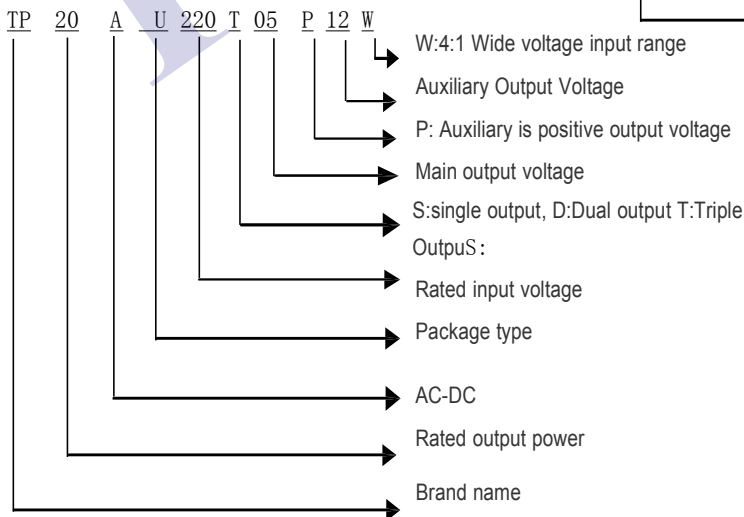 TP 20 A U 220 T 05 P 12 W
W:4:1 Wide voltage input range
Auxiliary Output Voltage
P: Auxiliary is positive output voltage
Main output voltage
S:single output, D:Dual output T:Triple
OutpuS:
Rated input voltage
Package type
AC-DC
Rated output power
Brand name